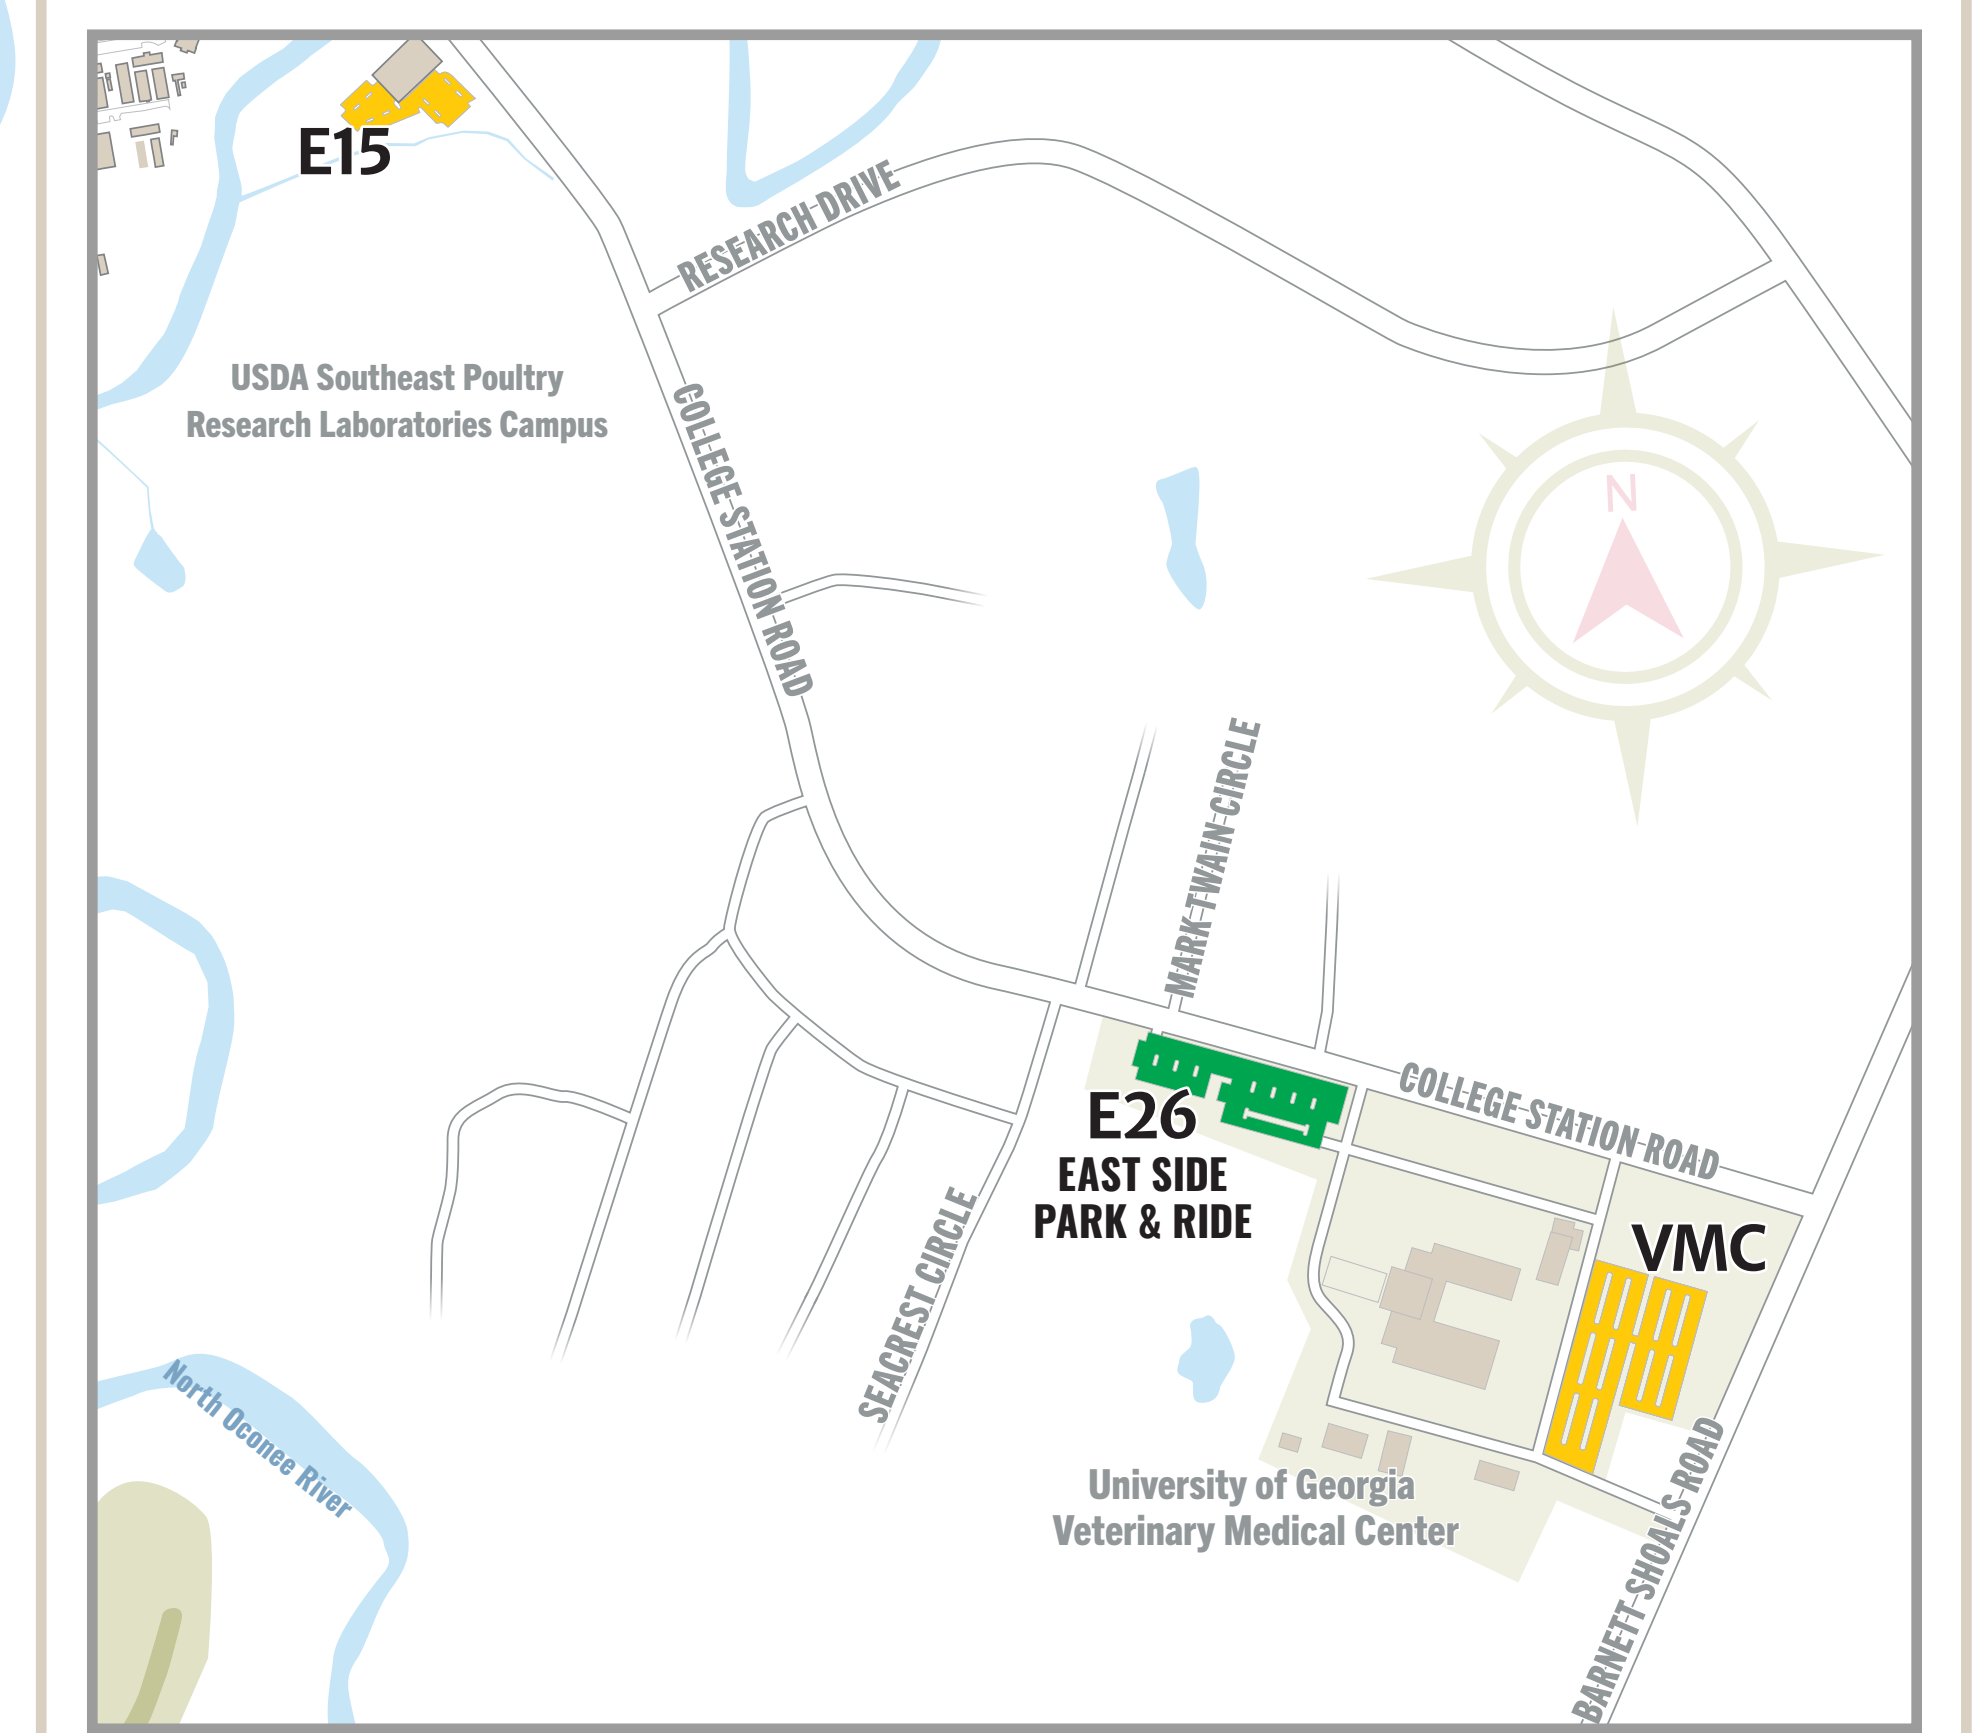 E15
RESEARCH DRIVE
USDA Southeast Poultry
Research Laboratories Campus
COLLEGE STATION ROAD
N
MARK TWAIN CIRCLE
COLLEGE STATION ROAD
E26
EAST SIDE
PARK & RIDE
VMC
SEACREST CIRCLE
North Oconee River
University of Georgia
Veterinary Medical Center
BARNETT SHOALS ROAD